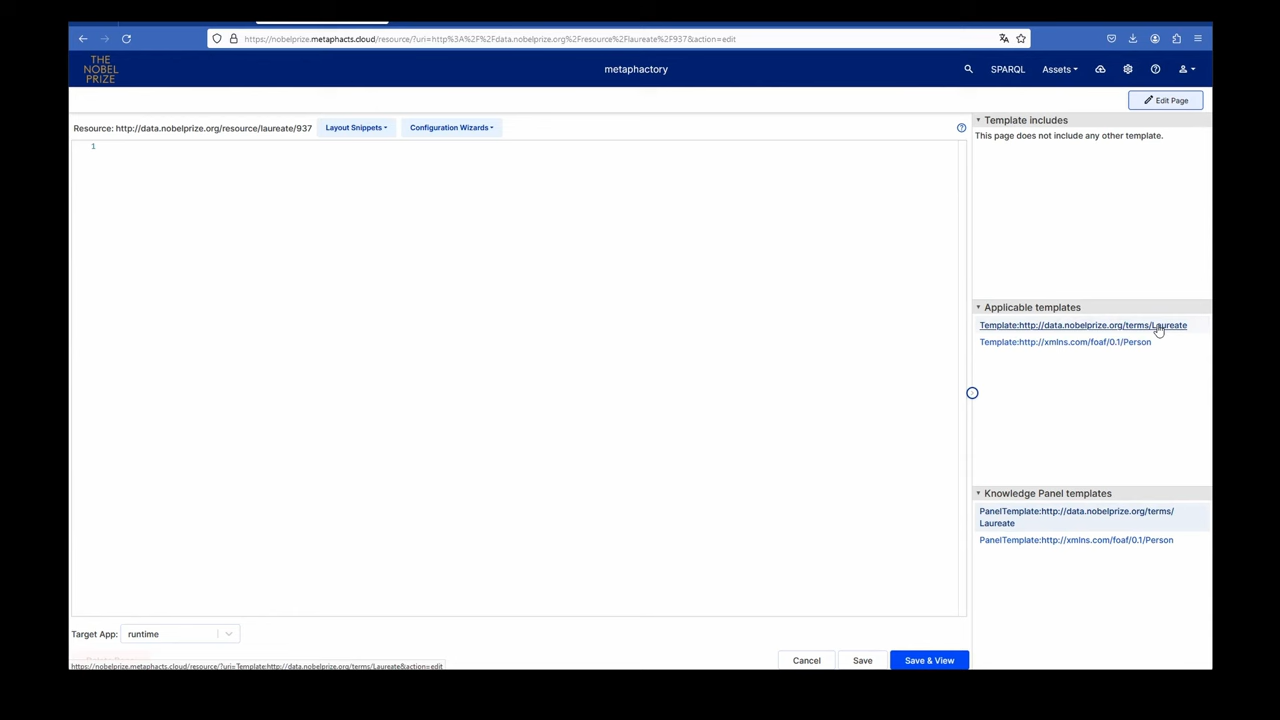 https://nobelprize.metaphacts.cloud/resource/?uri=http%3A%2F%2Fdata.nobelprize.org%2Fresource%2Flaureate%2F937&action=edit
THE
NOBEL
PRIZE
metaphactory
SPARQL
Assets
Edit Page
Resource: http://data.nobelprize.org/resource/laureate/937
Layout Snippets
Configuration Wizards
1
Template includes
This page does not include any other template.
Applicable templates
Template:http://data.nobelprize.org/terms/Laureate
Template:http://xmlns.com/foaf/0.1/Person
Knowledge Panel templates
PanelTemplate:http://data.nobelprize.org/terms/
Laureate
PanelTemplate:http://xmlns.com/foaf/0.1/Person
Target App:
runtime
https://nobelprize.metaphacts.cloud/resource/?uri=Template:http://data.nobelprize.org/terms/Laureate&action=edit
Cancel
Save
Save & View